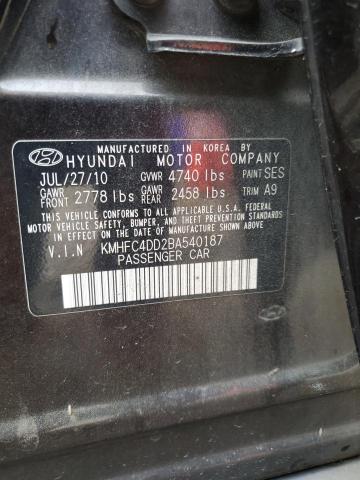 MANUFACTURED IN KOREA BY
HYUNDAI MOTOR COMPANY
JUL/27/10 GVWR 4740 lbs PAINT SES
GAWR FRONT 2778 lbs GAWR REAR 2458 lbs TRIM A9
THIS VEHICLE CONFORMS TO ALL APPLICABLE U.S.A. FEDERAL
MOTOR VEHICLE SAFETY, BUMPER, AND THEFT PREVENTION
STANDARDS IN EFFECT ON THE DATE OF MANUFACTURE SHOWN ABOVE.
V.I.N KMHFC4DD2BA540187
PASSENGER CAR